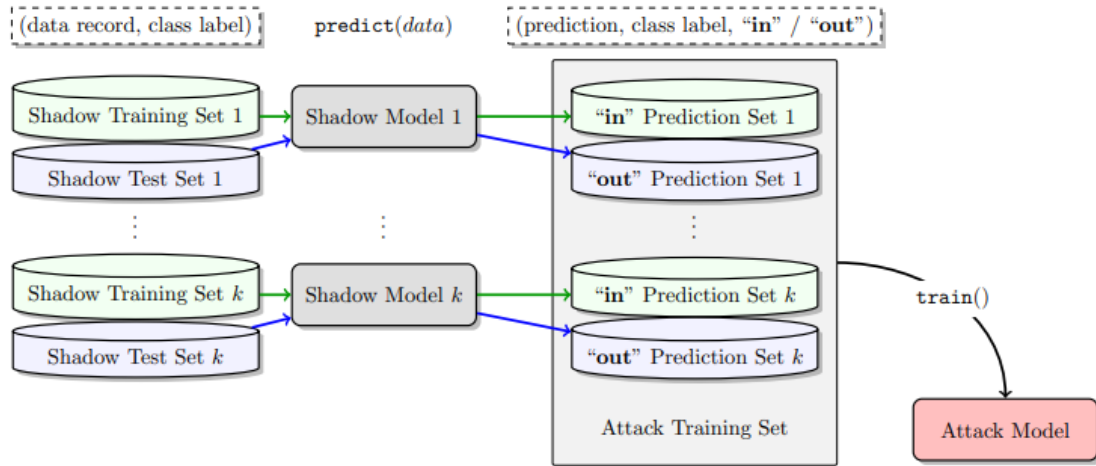 (data record, class label)
predict(data)
(prediction, class label, “in” / “out”)
Shadow Training Set 1
Shadow Model 1
“in” Prediction Set 1
Shadow Test Set 1
“out” Prediction Set 1
⋮ ⋮ ⋮
Shadow Training Set k
Shadow Model k
“in” Prediction Set k
train()
Shadow Test Set k
“out” Prediction Set k
Attack Training Set
Attack Model